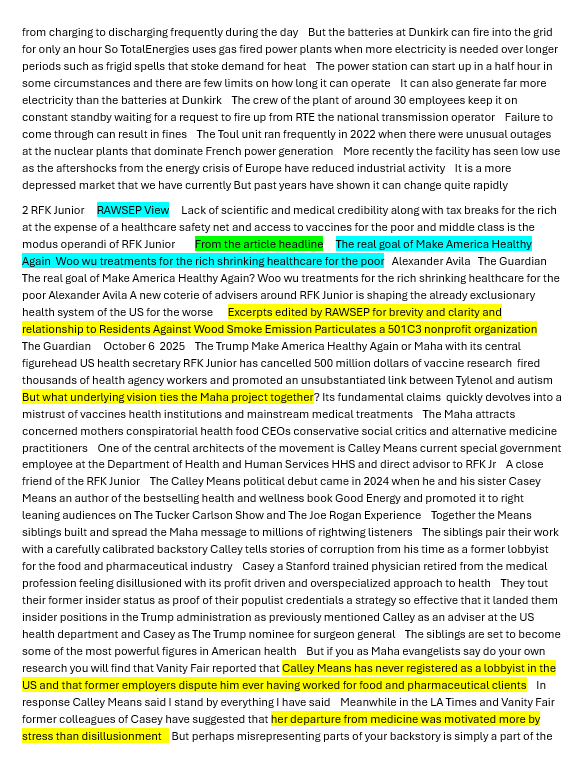 from charging to discharging frequently during the day But the batteries at Dunkirk can fire into the grid
for only an hour So TotalEnergies uses gas fired power plants when more electricity is needed over longer
periods such as frigid spells that stoke demand for heat The power station can start up in a half hour in
some circumstances and there are few limits on how long it can operate It can also generate far more
electricity than the batteries at Dunkirk The crew of the plant of around 30 employees keep it on
constant standby waiting for a request to fire up from RTE the national transmission operator Failure to
come through can result in fines The Toul unit ran frequently in 2022 when there were unusual outages
at the nuclear plants that dominate French power generation More recently the facility has seen low use
as the aftershocks from the energy crisis of Europe have reduced industrial activity It is a more
depressed market that we have currently But past years have shown it can change quite rapidly
2 RFK Junior RAWSEP View Lack of scientific and medical credibility along with tax breaks for the rich
at the expense of a healthcare safety net and access to vaccines for the poor and middle class is the
modus operandi of RFK Junior From the article headline The real goal of Make America Healthy
Again Woo wu treatments for the rich shrinking healthcare for the poor Alexander Avila The Guardian
The real goal of Make America Healthy Again? Woo wu treatments for the rich shrinking healthcare for the
poor Alexander Avila A new coterie of advisers around RFK Junior is shaping the already exclusionary
health system of the US for the worse Excerpts edited by RAWSEP for brevity and clarity and
relationship to Residents Against Wood Smoke Emission Particulates a 501C3 nonprofit organization
The Guardian October 6 2025 The Trump Make America Healthy Again or Maha with its central
figurehead US health secretary RFK Junior has cancelled 500 million dollars of vaccine research fired
thousands of health agency workers and promoted an unsubstantiated link between Tylenol and autism
But what underlying vision ties the Maha project together? Its fundamental claims quickly devolves into a
mistrust of vaccines health institutions and mainstream medical treatments The Maha attracts
concerned mothers conspiratorial health food CEOs conservative social critics and alternative medicine
practitioners One of the central architects of the movement is Calley Means current special government
employee at the Department of Health and Human Services HHS and direct advisor to RFK Jr A close
friend of the RFK Junior The Calley Means political debut came in 2024 when he and his sister Casey
Means an author of the bestselling health and wellness book Good Energy and promoted it to right
leaning audiences on The Tucker Carlson Show and The Joe Rogan Experience Together the Means
siblings built and spread the Maha message to millions of rightwing listeners The siblings pair their work
with a carefully calibrated backstory Calley tells stories of corruption from his time as a former lobbyist
for the food and pharmaceutical industry Casey a Stanford trained physician retired from the medical
profession feeling disillusioned with its profit driven and overspecialized approach to health They tout
their former insider status as proof of their populist credentials a strategy so effective that it landed them
insider positions in the Trump administration as previously mentioned Calley as an adviser at the US
health department and Casey as The Trump nominee for surgeon general The siblings are set to become
some of the most powerful figures in American health But if you as Maha evangelists say do your own
research you will find that Vanity Fair reported that Calley Means has never registered as a lobbyist in the
US and that former employers dispute him ever having worked for food and pharmaceutical clients In
response Calley Means said I stand by everything I have said Meanwhile in the LA Times and Vanity Fair
former colleagues of Casey have suggested that her departure from medicine was motivated more by
stress than disillusionment But perhaps misrepresenting parts of your backstory is simply a part of the